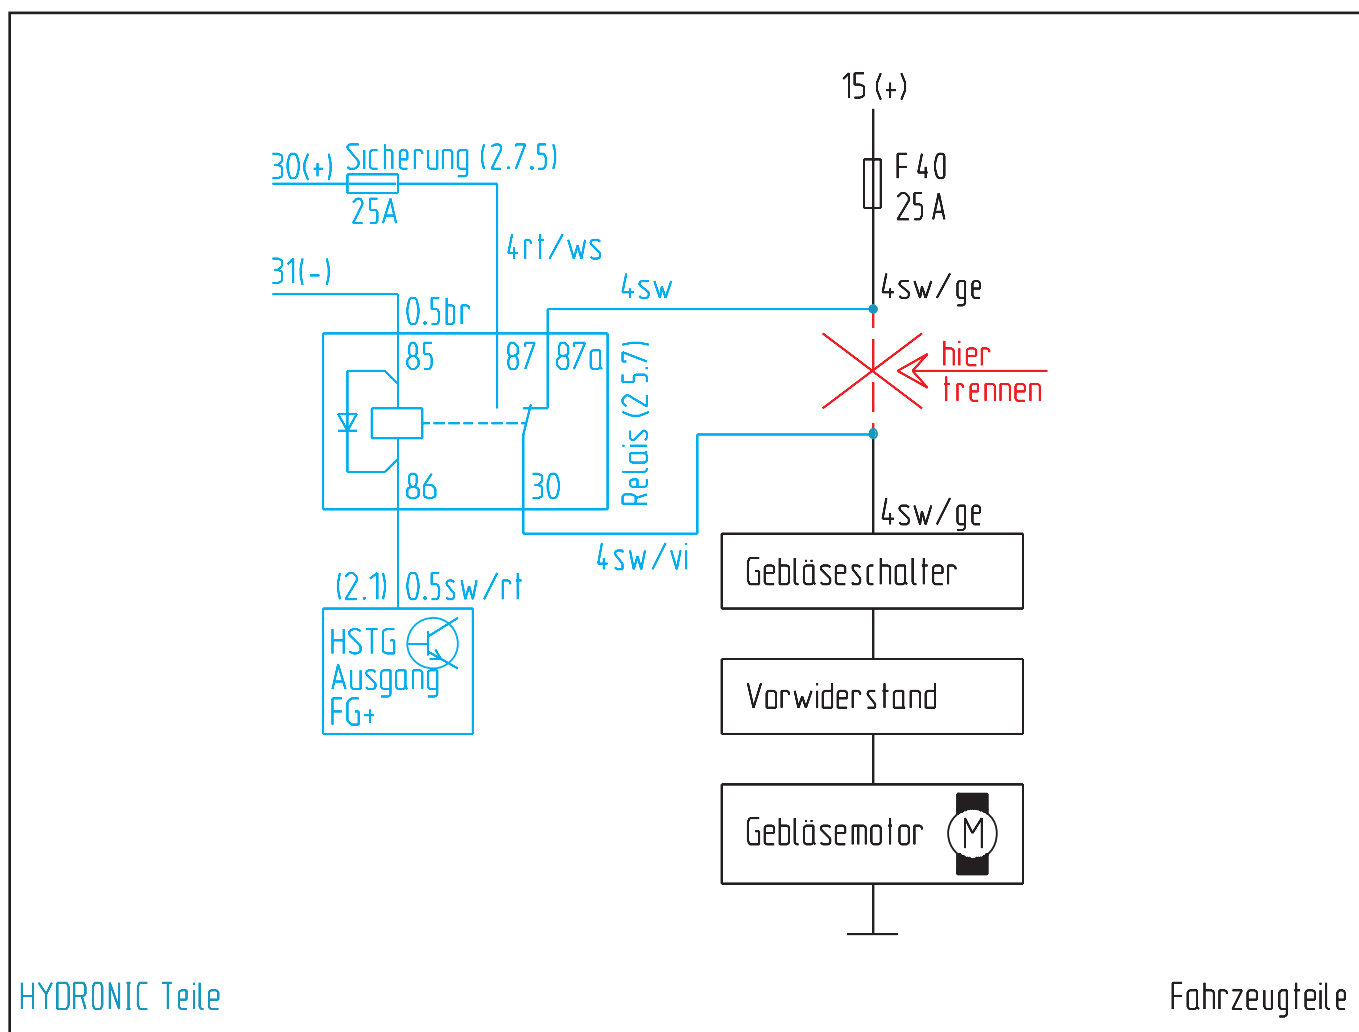 15 (+)
F 40
25 A
30(+)
Sicherung (2.7.5)
25A
4rt/ws
31(-)
0.5br
4sw
4sw/ge
85
87
87a
hier
trennen
Relais (2 5.7)
86
30
4sw/vi
4sw/ge
Gebläseschalter
(2.1)
0.5sw/rt
HSTG
Ausgang
FG+
Vorwiderstand
Gebläsemotor
M
HYDRONIC Teile
Fahrzeugteile